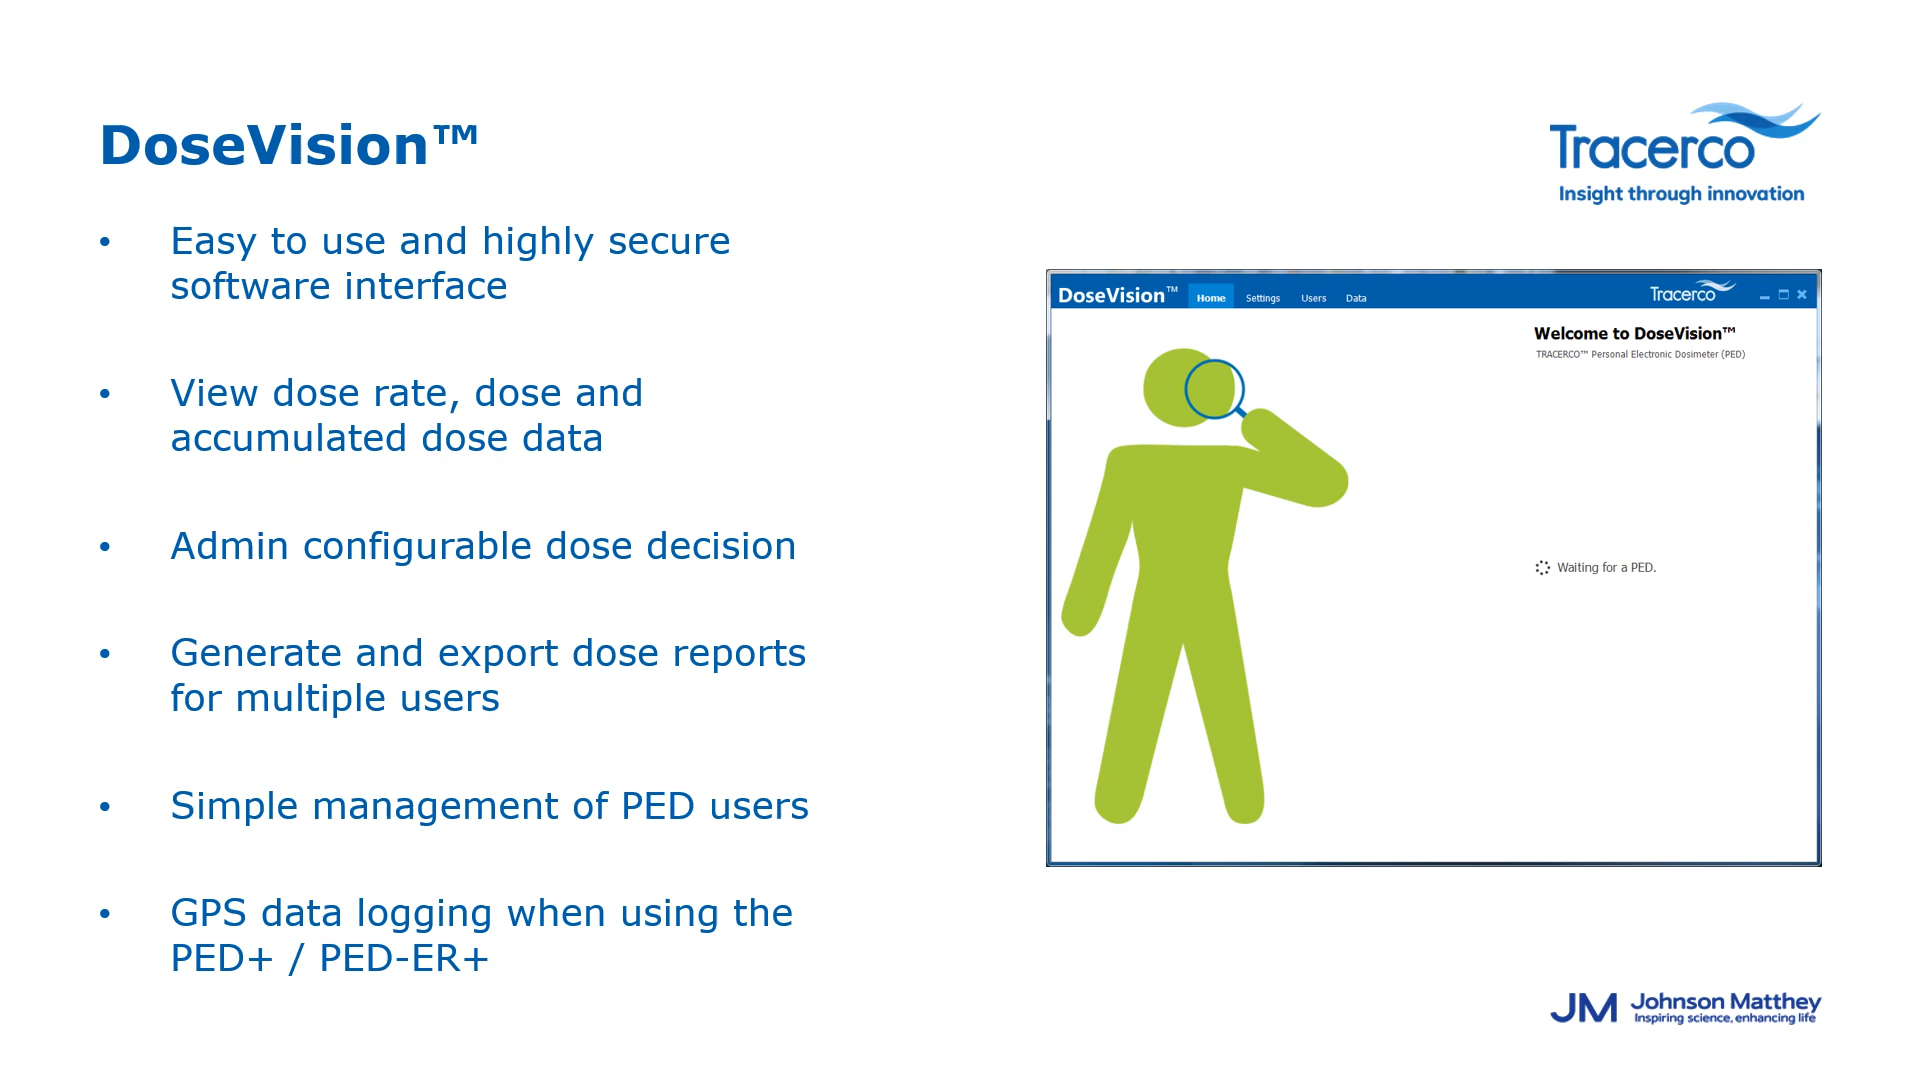 DoseVision™
Tracerco
Insight through innovation
• Easy to use and highly secure
software interface
• View dose rate, dose and
accumulated dose data
• Admin configurable dose decision
• Generate and export dose reports
for multiple users
• Simple management of PED users
• GPS data logging when using the
PED+ / PED-ER+
DoseVision™ Home Settings Users Data Tracerco
Welcome to DoseVision™
TRACERCO™ Personal Electronic Dosimeter (PED)
Waiting for a PED.
JM Johnson Matthey
Inspiring science, enhancing life